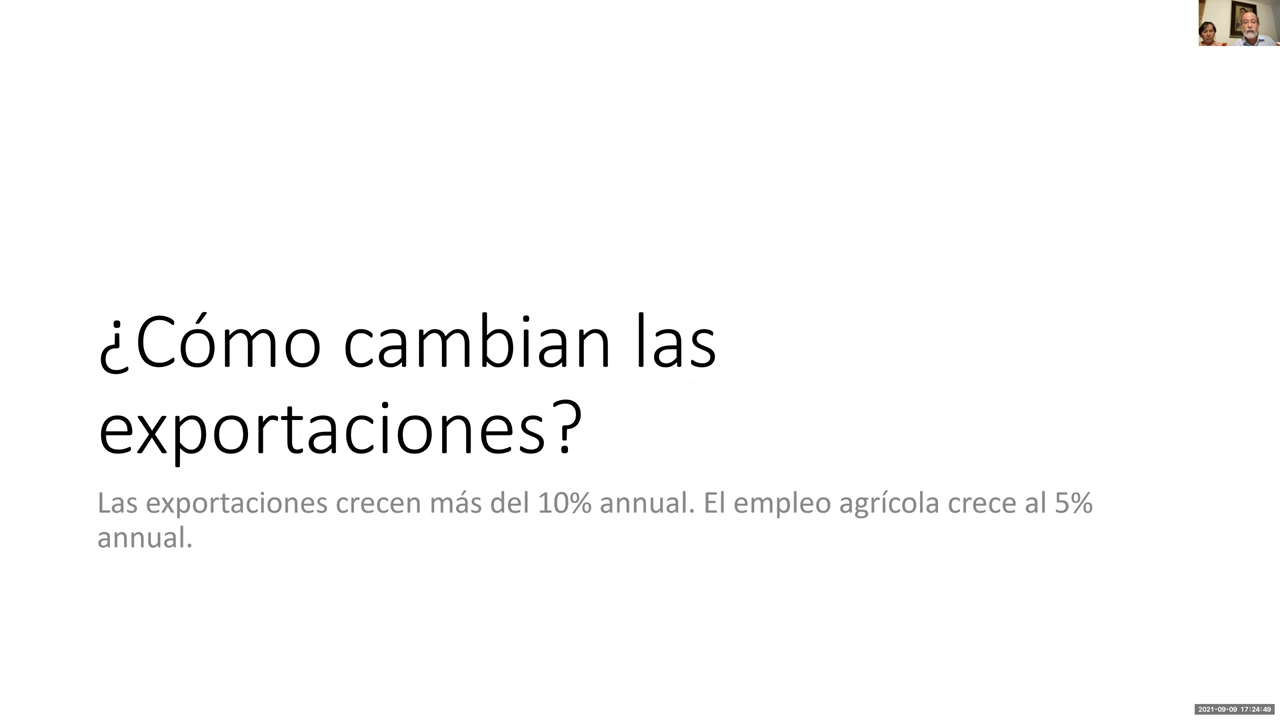 ¿Cómo cambian las
exportaciones?
Las exportaciones crecen más del 10% annual. El empleo agrícola crece al 5%
annual.
2021-09-09 17:24:49